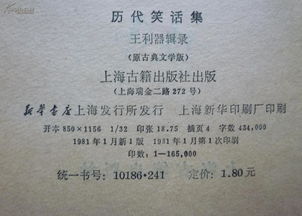 历代笑话集
王利器辑录
(原古典文学版)
上海古籍出版社出版
(上海瑞金二路272号)
新华书店上海发行所发行 上海新华印刷厂印刷
开本850×1156 1/32 印张18.75 插页4 字数434,000
1981年1月新1版 1981年1月第1次印刷
印数:1—165,000
统一书号:10186·241 定价:1.80元